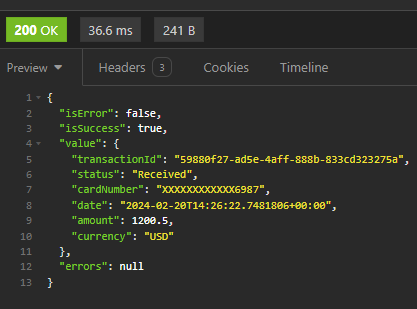 200 OK 36.6 ms 241 B
Preview Headers 3 Cookies Timeline
1 {
2 "isError": false,
3 "isSuccess": true,
4 "value": {
5 "transactionId": "59880f27-ad5e-4aff-888b-833cd323275a",
6 "status": "Received",
7 "cardNumber": "XXXXXXXXXXXX6987",
8 "date": "2024-02-20T14:26:22.7481806+00:00",
9 "amount": 1200.5,
10 "currency": "USD"
11 },
12 "errors": null
13 }